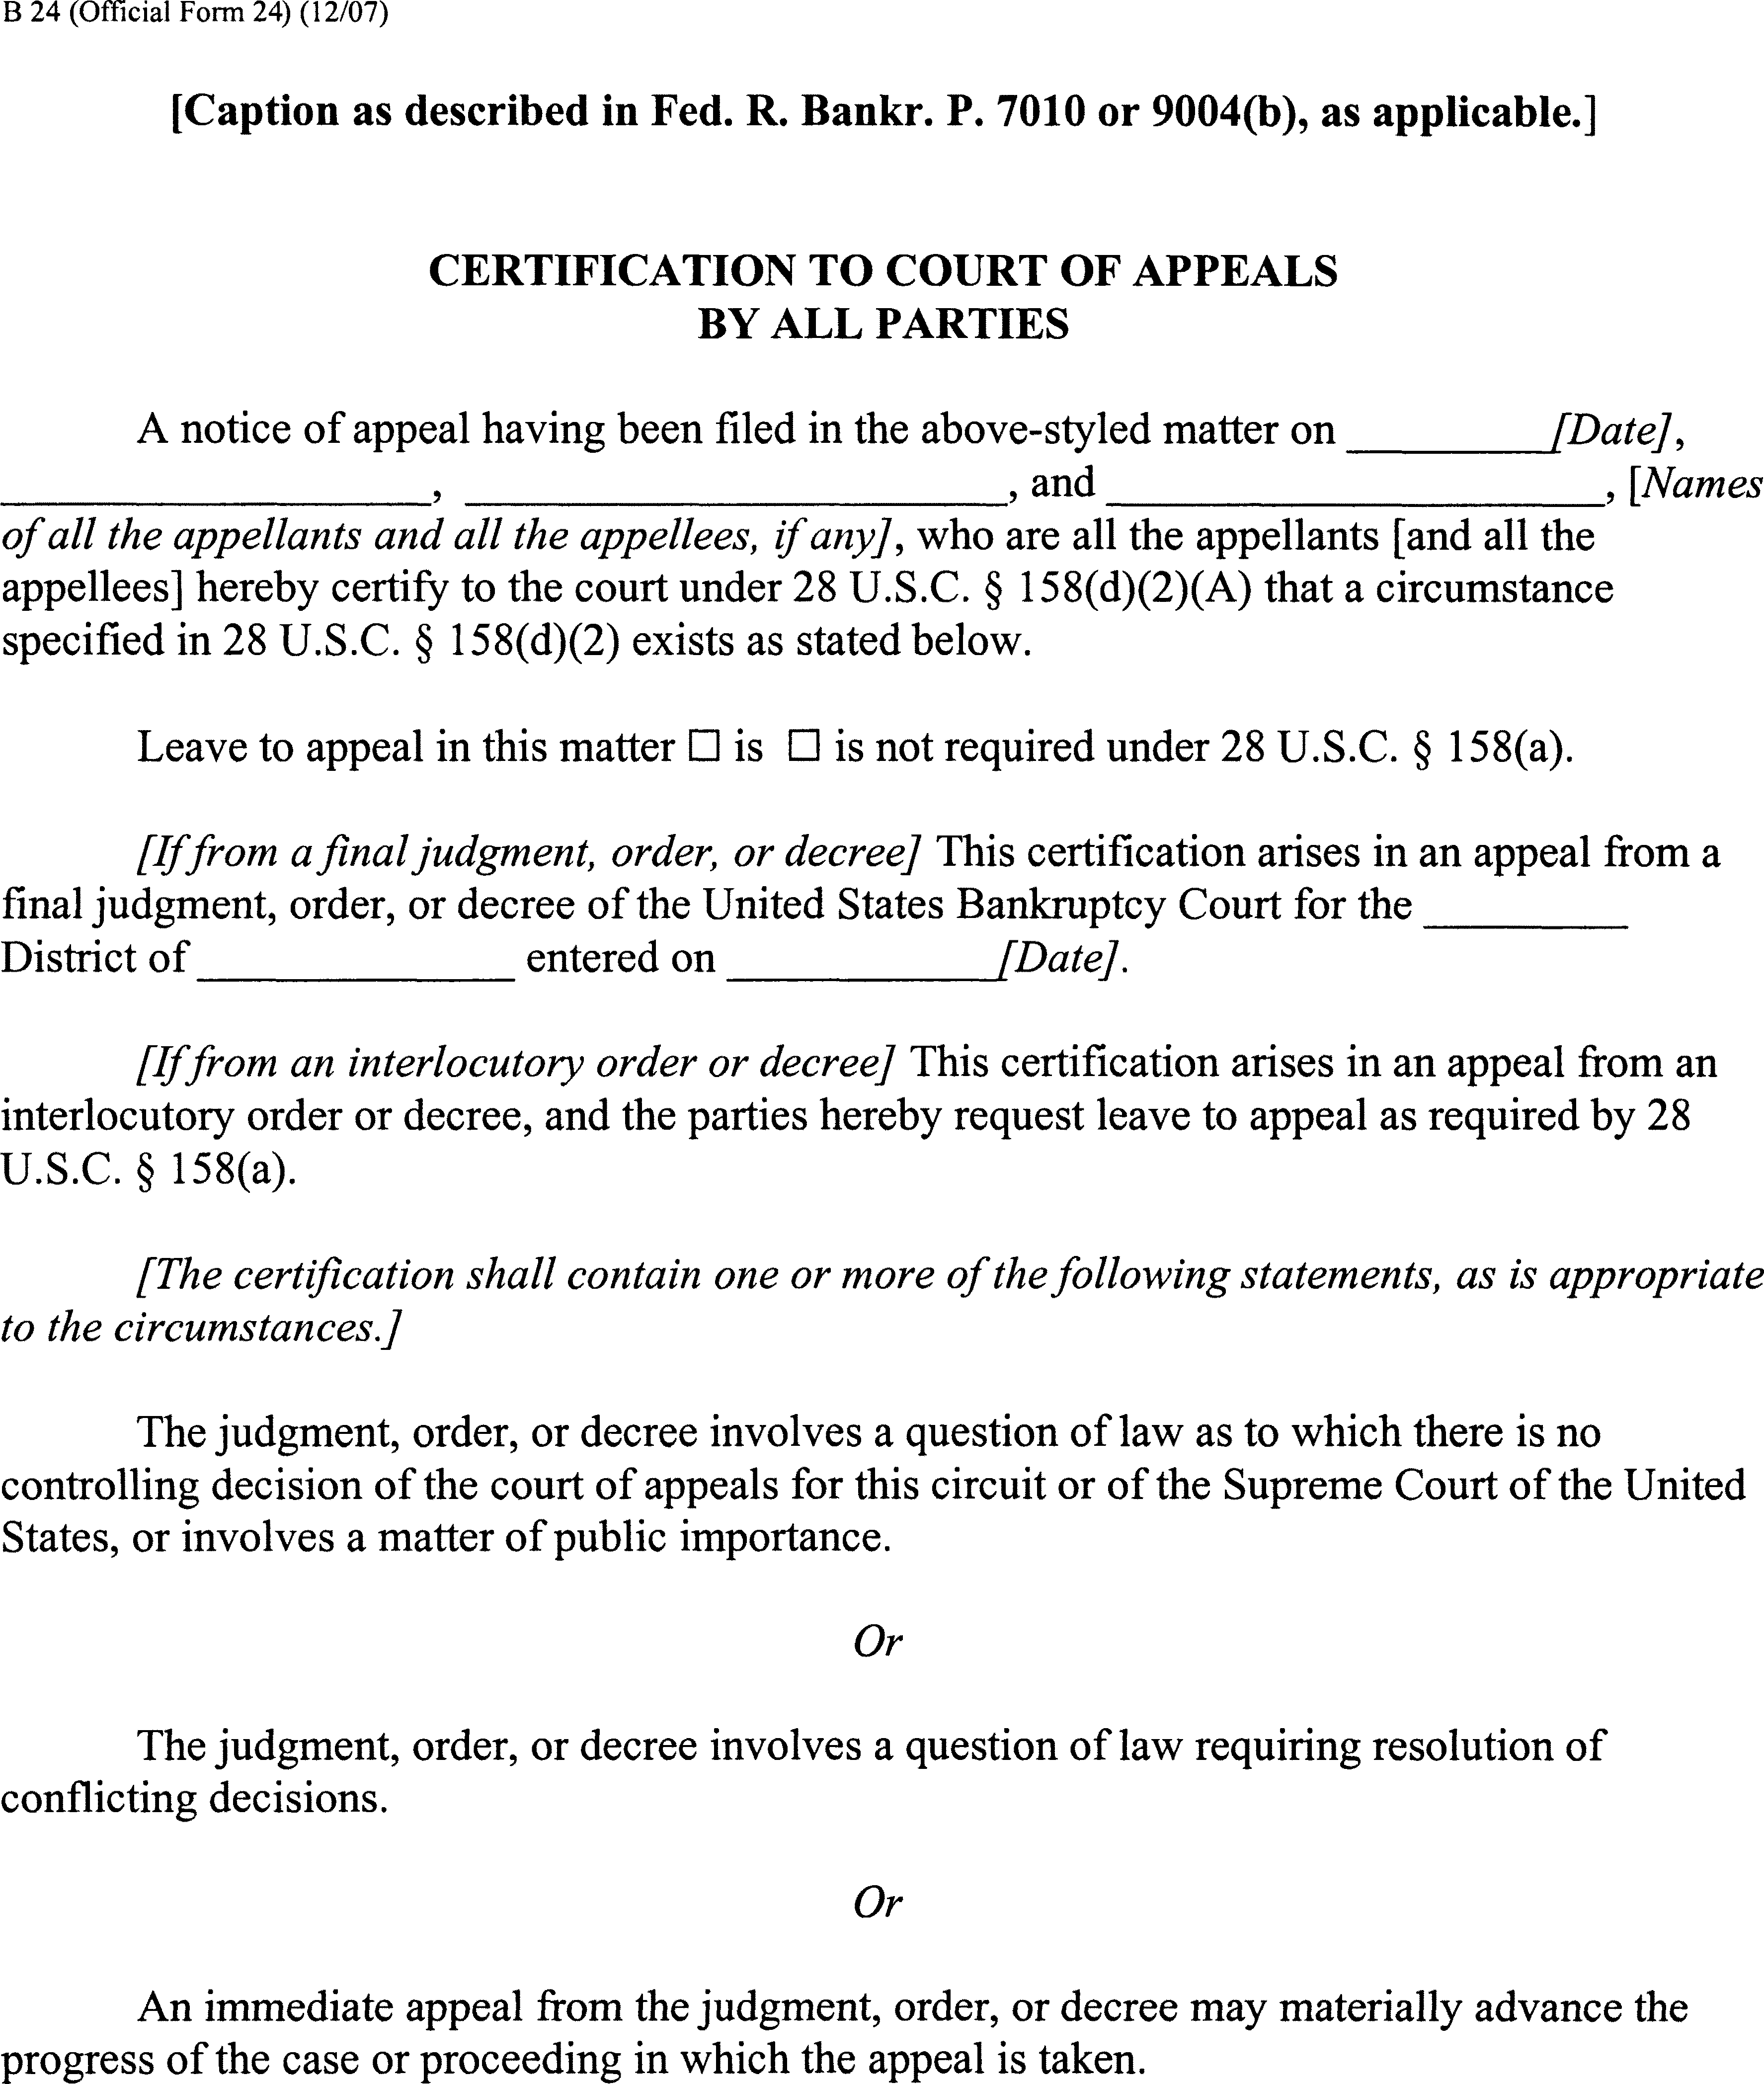 B 24 (Official Form 24) (12/07)
[Caption as described in Fed. R. Bankr. P. 7010 or 9004(b), as applicable.]
CERTIFICATION TO COURT OF APPEALS
BY ALL PARTIES
A notice of appeal having been filed in the above-styled matter on __________[Date],
____________________, _________________________, and _______________________, [Names
of all the appellants and all the appellees, if any], who are all the appellants [and all the
appellees] hereby certify to the court under 28 U.S.C. § 158(d)(2)(A) that a circumstance
specified in 28 U.S.C. § 158(d)(2) exists as stated below.
Leave to appeal in this matter ☐ is ☐ is not required under 28 U.S.C. § 158(a).
[If from a final judgment, order, or decree] This certification arises in an appeal from a
final judgment, order, or decree of the United States Bankruptcy Court for the __________
District of _______________ entered on _____________[Date].
[If from an interlocutory order or decree] This certification arises in an appeal from an
interlocutory order or decree, and the parties hereby request leave to appeal as required by 28
U.S.C. § 158(a).
[The certification shall contain one or more of the following statements, as is appropriate
to the circumstances.]
The judgment, order, or decree involves a question of law as to which there is no
controlling decision of the court of appeals for this circuit or of the Supreme Court of the United
States, or involves a matter of public importance.
Or
The judgment, order, or decree involves a question of law requiring resolution of
conflicting decisions.
Or
An immediate appeal from the judgment, order, or decree may materially advance the
progress of the case or proceeding in which the appeal is taken.